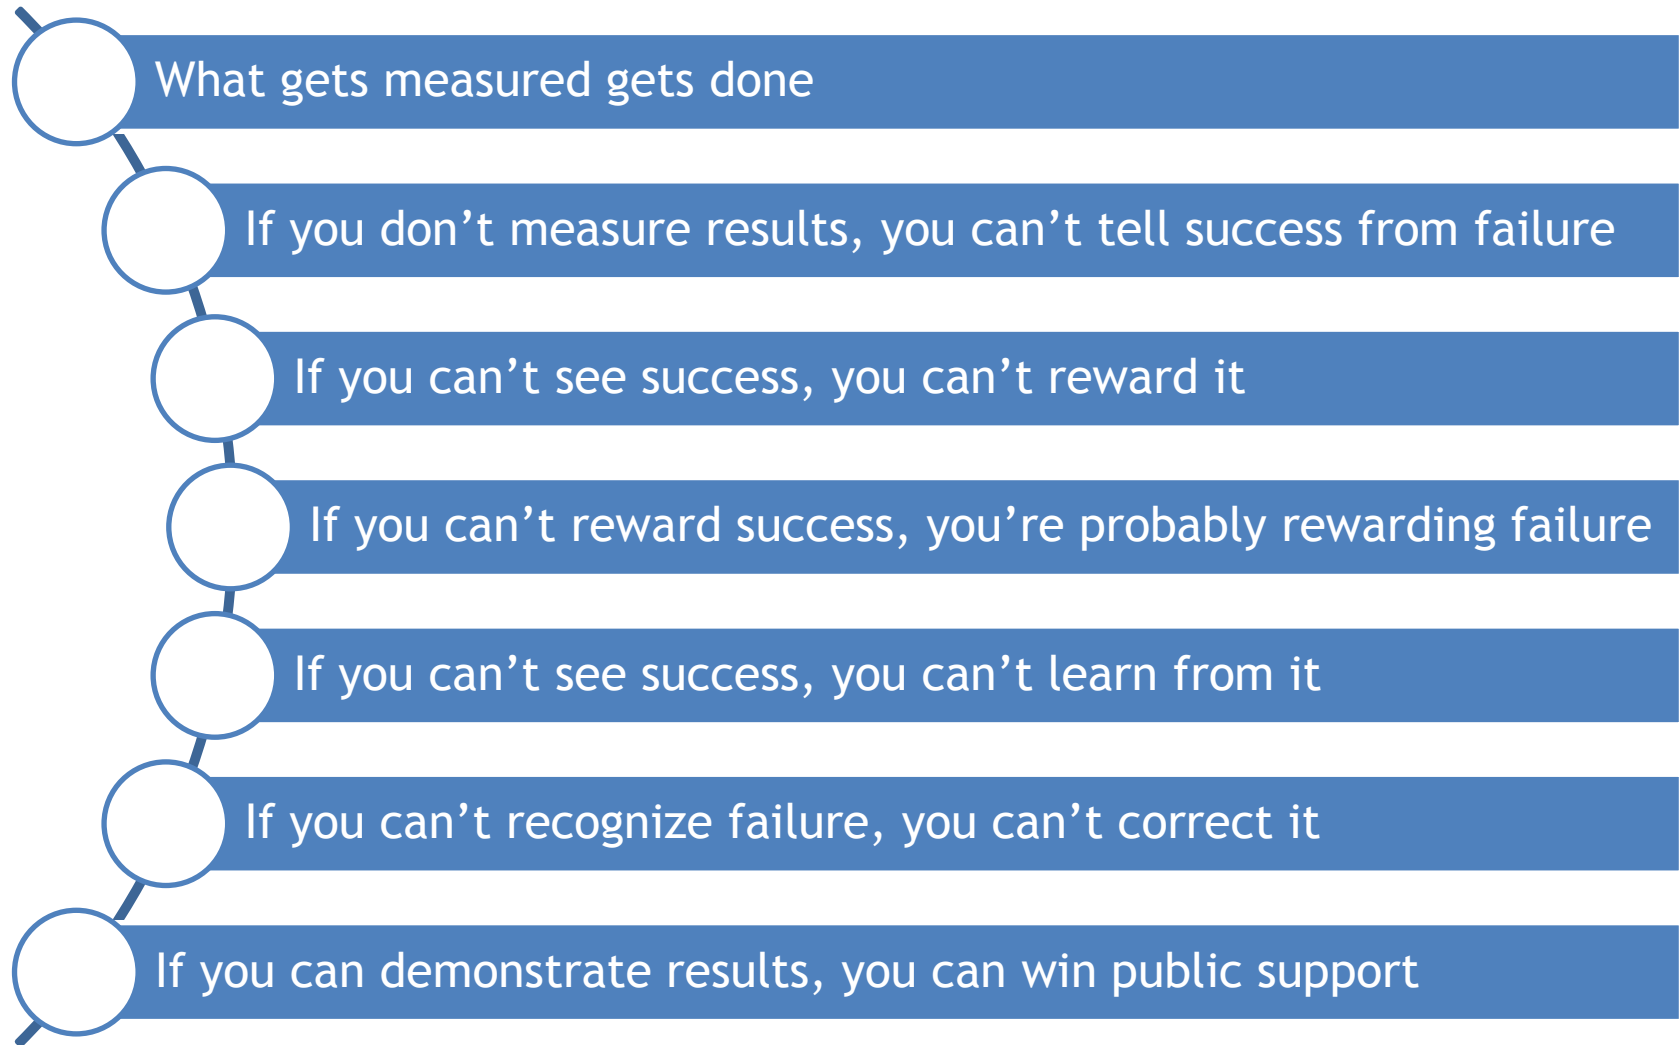 What gets measured gets done
If you don’t measure results, you can’t tell success from failure
If you can’t see success, you can’t reward it
If you can’t reward success, you’re probably rewarding failure
If you can’t see success, you can’t learn from it
If you can’t recognize failure, you can’t correct it
If you can demonstrate results, you can win public support